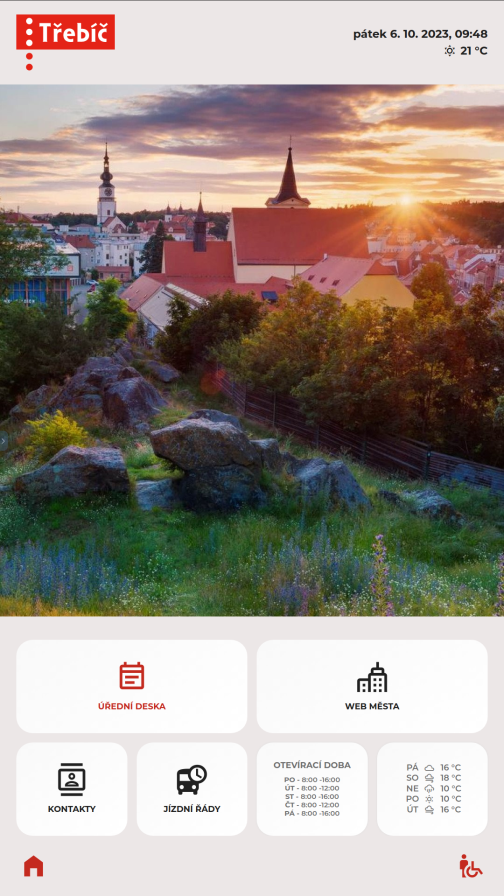 Třebíč
pátek 6. 10. 2023, 09:48
21 °C
ÚŘEDNÍ DESKA
WEB MĚSTA
KONTAKTY
JÍZDNÍ ŘÁDY
OTEVÍRACÍ DOBA
PO - 8:00 -16:00
ÚT - 8:00 -12:00
ST - 8:00 -16:00
ČT - 8:00 -12:00
PÁ - 8:00 -16:00
PÁ 16 °C
SO 18 °C
NE 10 °C
PO 10 °C
ÚT 16 °C